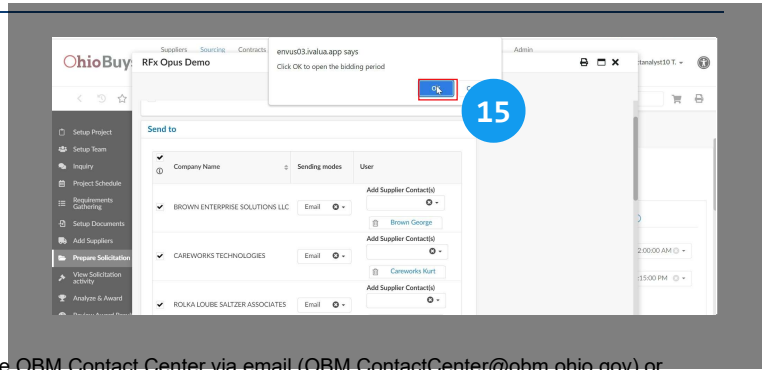 Suppliers Sourcing Contracts Admin
OhioBuy
RFx Opus Demo
envus03.ivalua.app says
Click OK to open the bidding period
OK
15
tanalyst10 T.
Setup Project
Setup Team
Inquiry
Project Schedule
Requirements
Gathering
Setup Documents
Add Suppliers
Prepare Solicitation
View Solicitation
activity
Analyze & Award
Send to
Company Name Sending modes User
Add Supplier Contact(s)
BROWN ENTERPRISE SOLUTIONS LLC Email
Brown George
Add Supplier Contact(s)
CAREWORKS TECHNOLOGIES Email
Careworks Kurt
Add Supplier Contact(s)
ROLKA LOUBE SALTZER ASSOCIATES Email
2:00:00 AM
:15:00 PM
e OBM Contact Center via email (OBM.ContactCenter@obm.ohio.gov) or